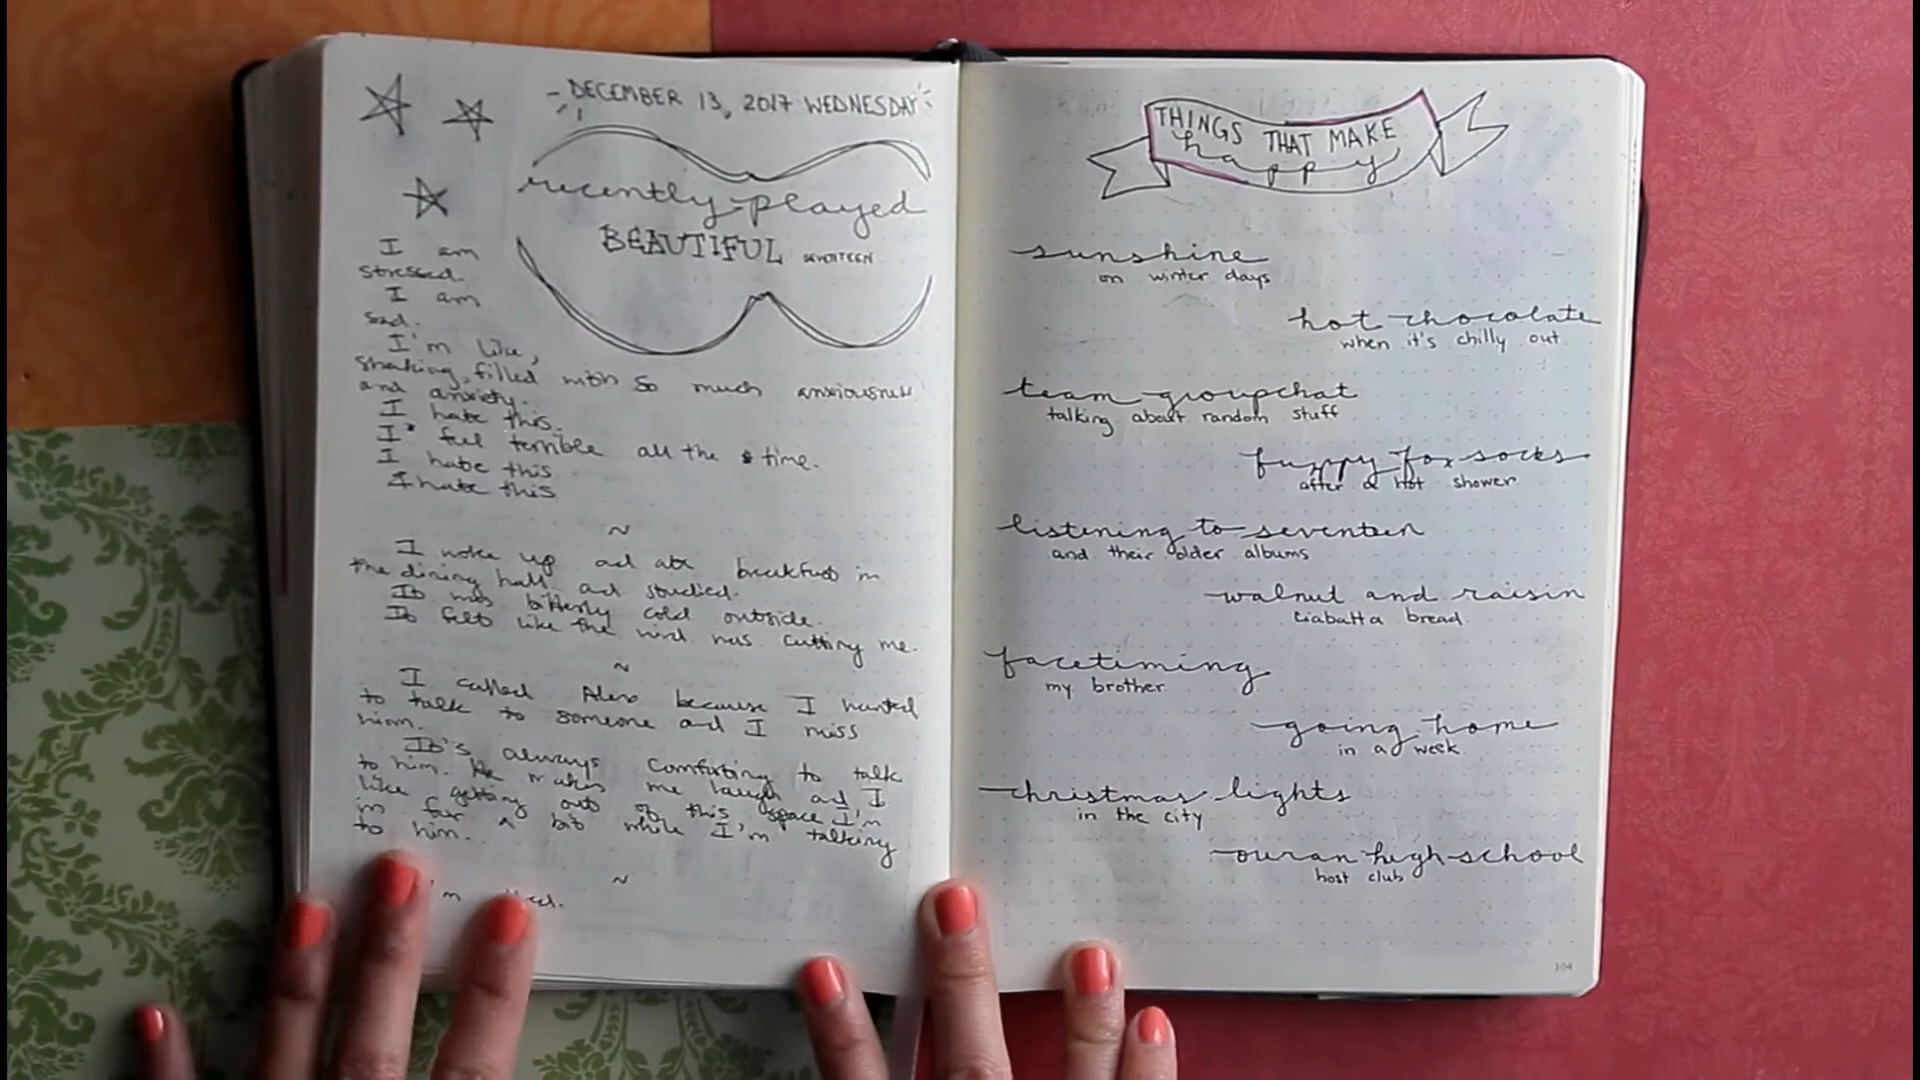 DECEMBER 13, 2017 WEDNESDAY
recently played
BEAUTIFUL SEVENTEEN
I am
stressed.
I am
sad.
I'm like,
shaking, filled with so much anxiousness
and anxiety.
I hate this.
I feel terrible all the time.
I hate this
I hate this
~
I woke up ad ate breakfast in
the dining hall ad studied.
It was bitterly cold outside.
It felt like the wind was cutting me.
~
I called Alex because I wanted
to talk to someone ad I miss
him.
It's always comforting to talk
to him. He makes me laugh ad I
like getting out of this space I'm
in for a bit while I'm talking
to him.
~
THINGS THAT MAKE
happy
sunshine
on winter days
hot chocolate
when it's chilly out
team groupchat
talking about random stuff
fuzzy fox socks
after a hot shower
listening to seventeen
and their older albums
walnut and raisin
ciabatta bread
facetiming
my brother
going home
in a week
christmas lights
in the city
ouran high school
host club
104